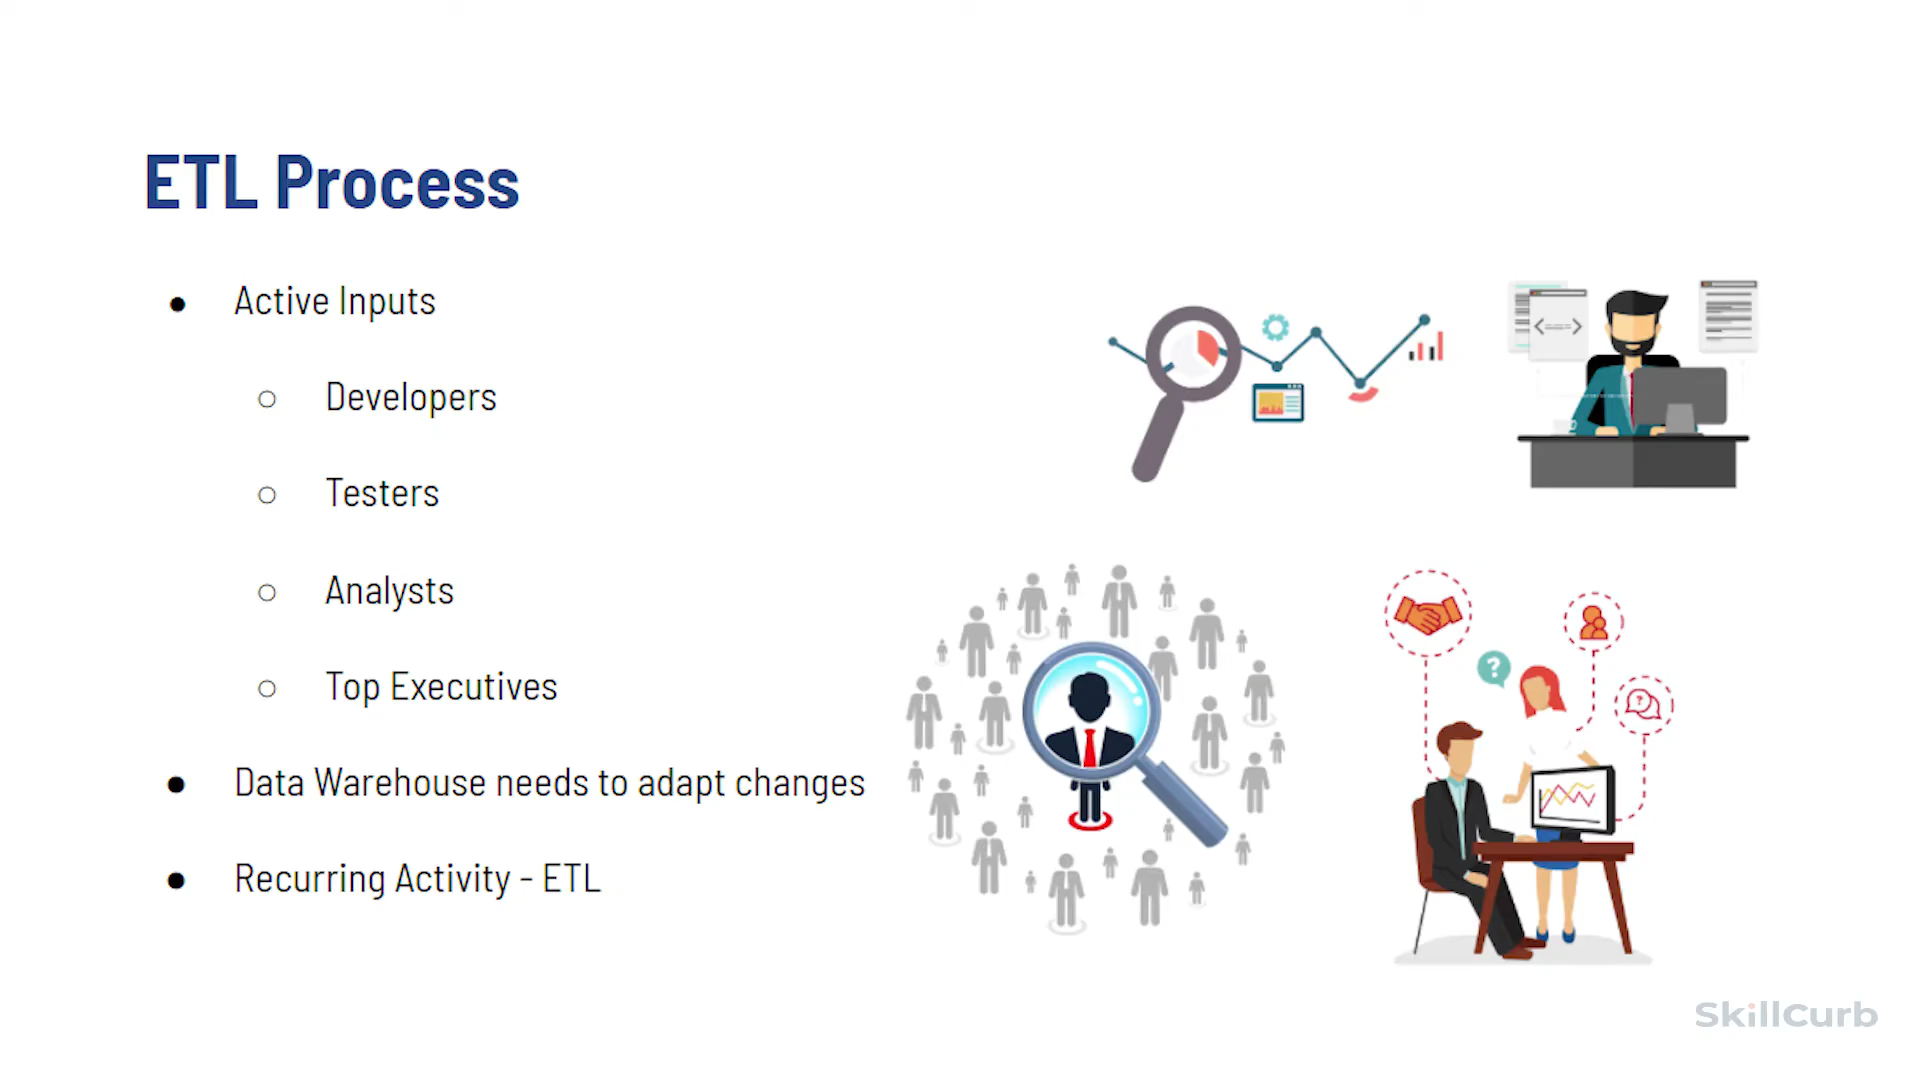 ETL Process
● Active Inputs
○ Developers
○ Testers
○ Analysts
○ Top Executives
● Data Warehouse needs to adapt changes
● Recurring Activity - ETL
SkillCurb